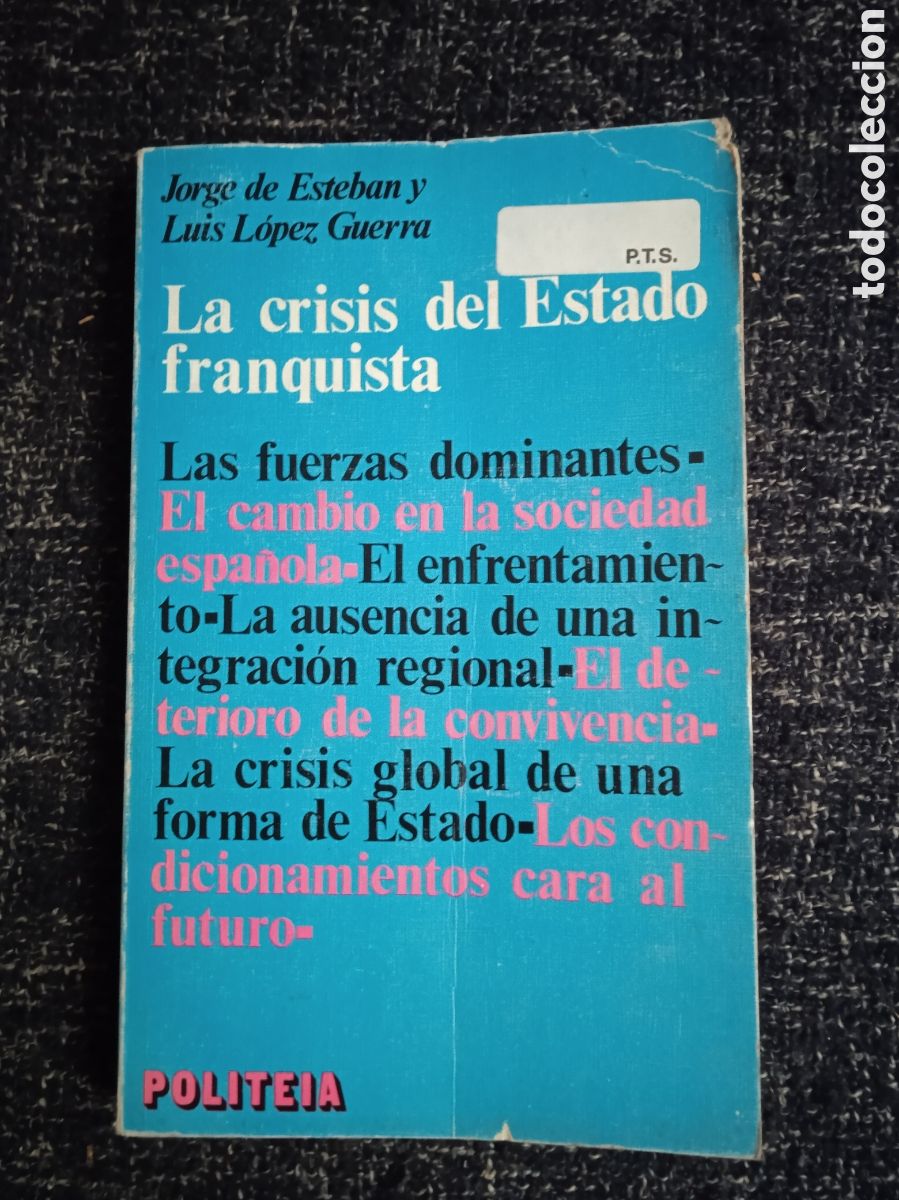 Jorge de Esteban y
Luis López Guerra
P.T.S.
La crisis del Estado
franquista
Las fuerzas dominantes-
El cambio en la sociedad
española-El enfrentamien-
to-La ausencia de una in-
tegración regional-El de-
terioro de la convivencia-
La crisis global de una
forma de Estado-Los con-
dicionamientos cara al
futuro-
POLITEIA
todocoleccion